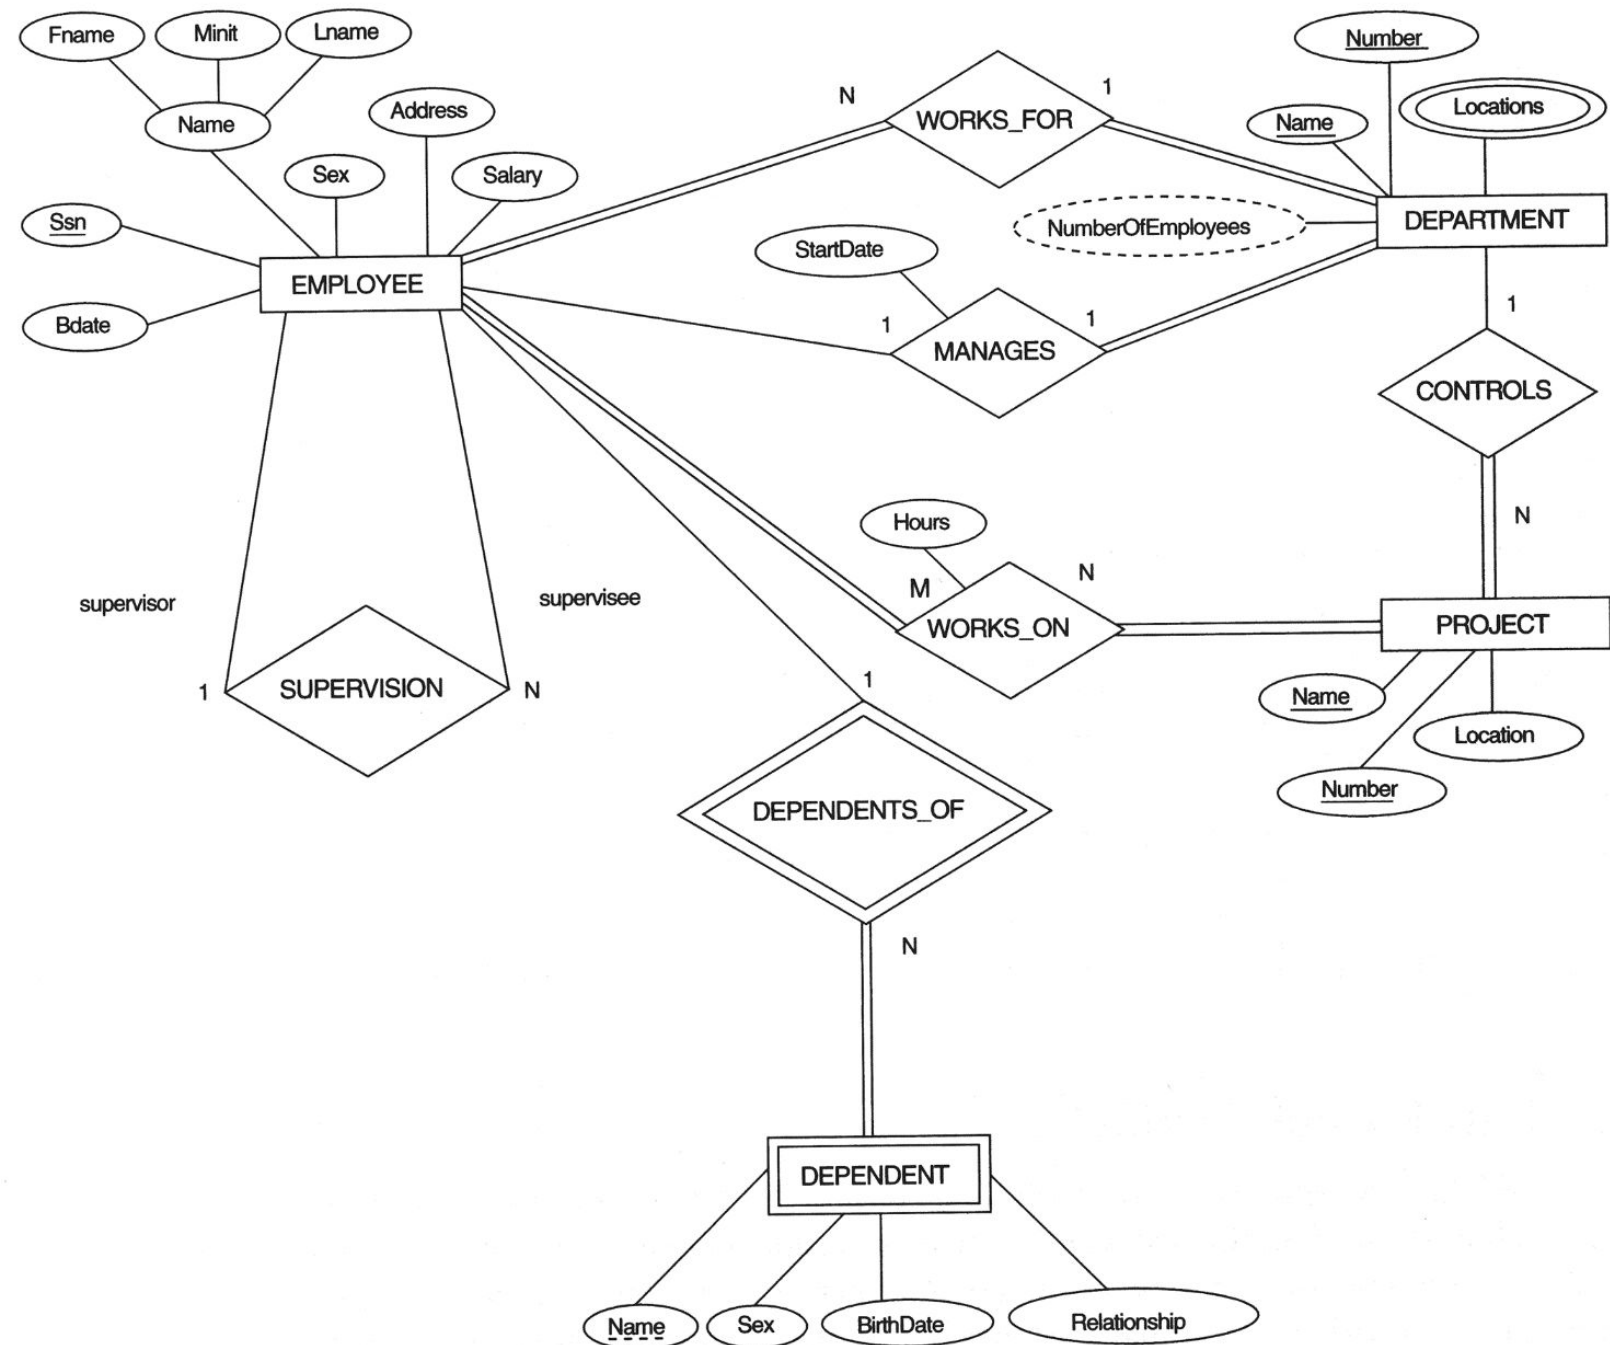 Fname
Minit
Lname
Number
Name
Address
N
WORKS_FOR
1
Name
Locations
Sex
Salary
Ssn
StartDate
NumberOfEmployees
DEPARTMENT
EMPLOYEE
Bdate
1
MANAGES
1
1
CONTROLS
Hours
N
supervisor
supervisee
M
WORKS_ON
N
PROJECT
1
SUPERVISION
N
1
Name
Location
Number
DEPENDENTS_OF
N
DEPENDENT
Name
Sex
BirthDate
Relationship